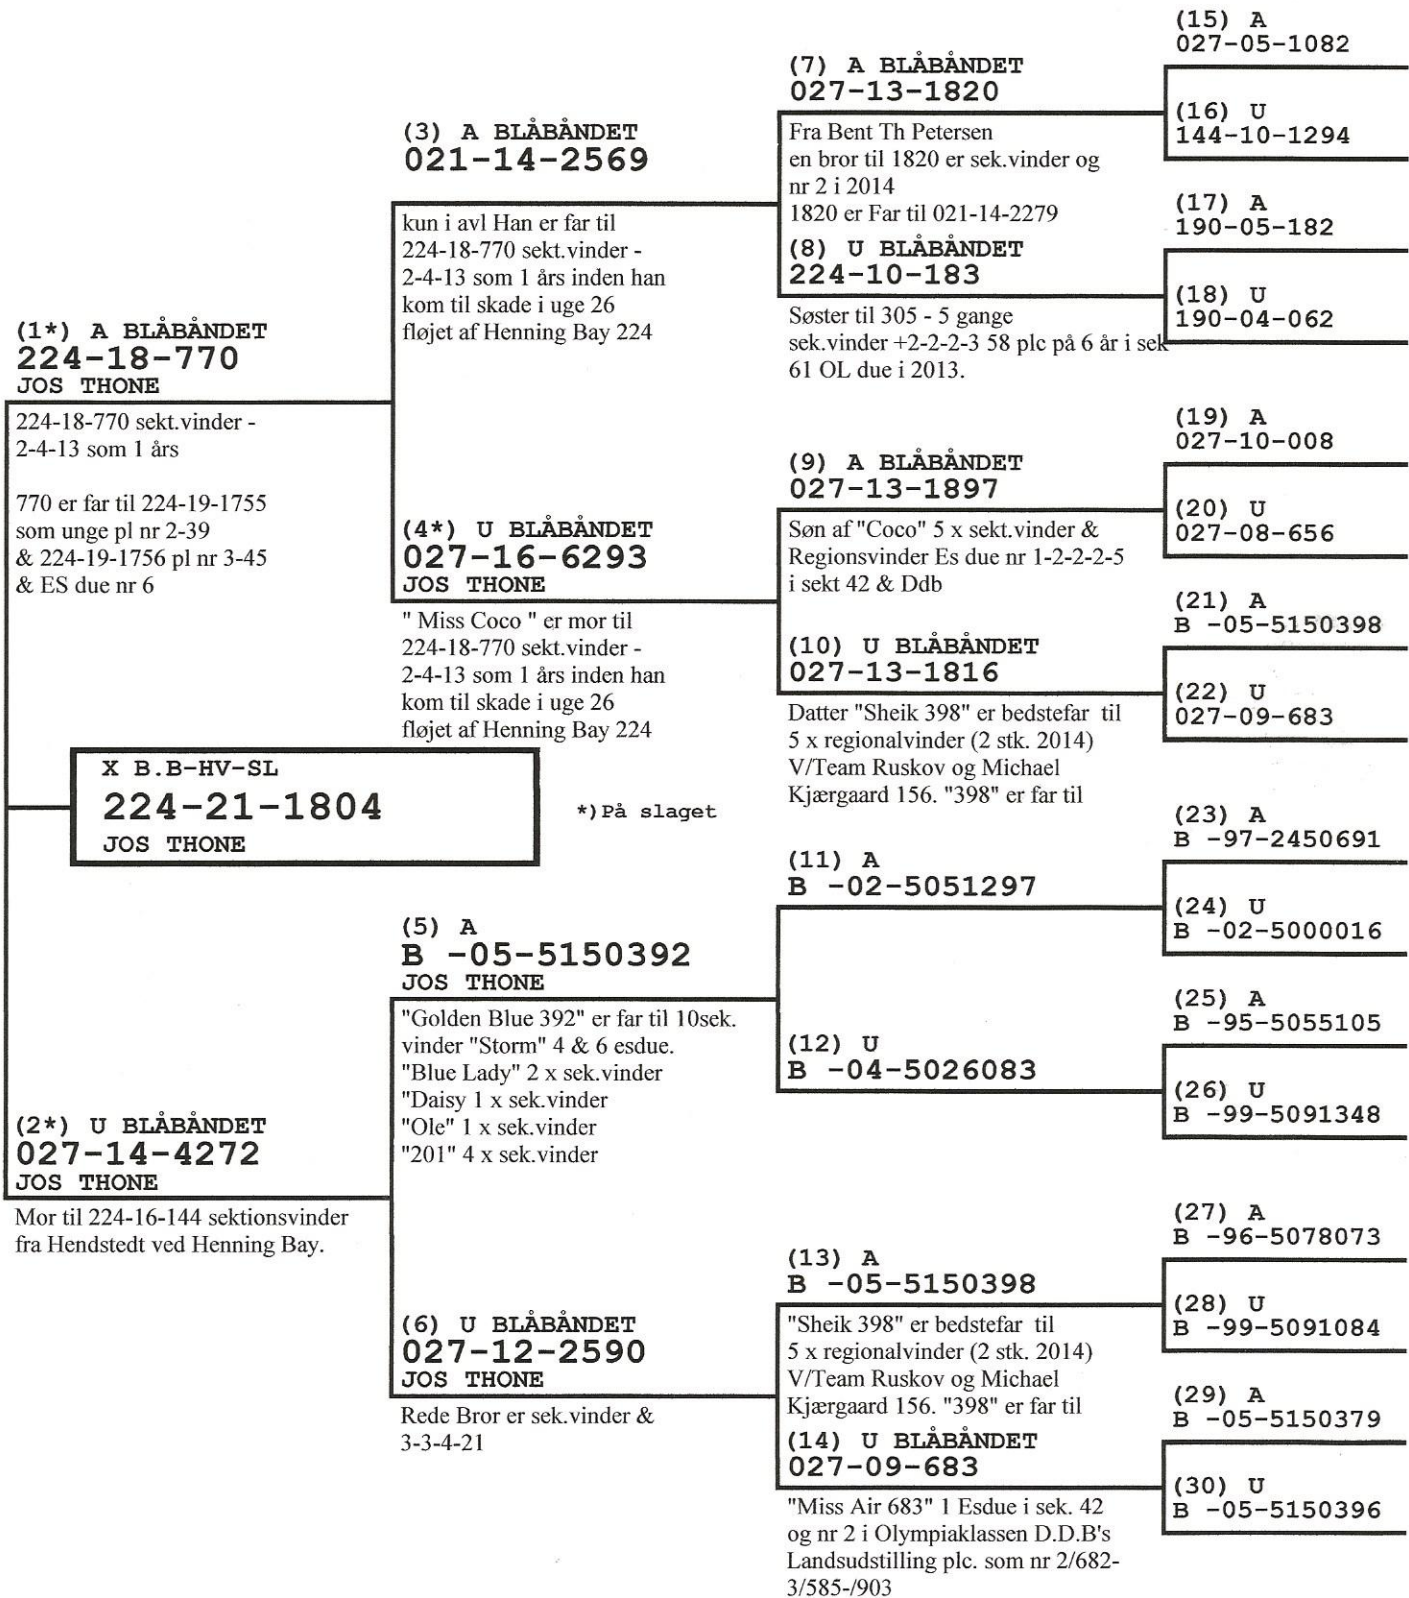 (1*) A BLÅBÅNDET
224-18-770
JOS THONE
224-18-770 sekt.vinder -
2-4-13 som 1 års
770 er far til 224-19-1755
som unge pl nr 2-39
& 224-19-1756 pl nr 3-45
& ES due nr 6
X B.B-HV-SL
224-21-1804
JOS THONE
*)På slaget
(2*) U BLÅBÅNDET
027-14-4272
JOS THONE
Mor til 224-16-144 sektionsvinder
fra Hendstedt ved Henning Bay.
(3) A BLÅBÅNDET
021-14-2569
kun i avl Han er far til
224-18-770 sekt.vinder -
2-4-13 som 1 års inden han
kom til skade i uge 26
fløjet af Henning Bay 224
(4*) U BLÅBÅNDET
027-16-6293
JOS THONE
" Miss Coco " er mor til
224-18-770 sekt.vinder -
2-4-13 som 1 års inden han
kom til skade i uge 26
fløjet af Henning Bay 224
(5) A
B -05-5150392
JOS THONE
"Golden Blue 392" er far til 10sek.
vinder "Storm" 4 & 6 esdue.
"Blue Lady" 2 x sek.vinder
"Daisy 1 x sek.vinder
"Ole" 1 x sek.vinder
"201" 4 x sek.vinder
(6) U BLÅBÅNDET
027-12-2590
JOS THONE
Rede Bror er sek.vinder &
3-3-4-21
(7) A BLÅBÅNDET
027-13-1820
Fra Bent Th Petersen
en bror til 1820 er sek.vinder og
nr 2 i 2014
1820 er Far til 021-14-2279
(8) U BLÅBÅNDET
224-10-183
Søster til 305 - 5 gange
sek.vinder +2-2-2-3 58 plc på 6 år i sek
61 OL due i 2013.
(9) A BLÅBÅNDET
027-13-1897
Søn af "Coco" 5 x sekt.vinder &
Regionsvinder Es due nr 1-2-2-2-5
i sekt 42 & Ddb
(10) U BLÅBÅNDET
027-13-1816
Datter "Sheik 398" er bedstefar til
5 x regionalvinder (2 stk. 2014)
V/Team Ruskov og Michael
Kjærgaard 156. "398" er far til
(11) A
B -02-5051297
(12) U
B -04-5026083
(13) A
B -05-5150398
"Sheik 398" er bedstefar til
5 x regionalvinder (2 stk. 2014)
V/Team Ruskov og Michael
Kjærgaard 156. "398" er far til
(14) U BLÅBÅNDET
027-09-683
"Miss Air 683" 1 Esdue i sek. 42
og nr 2 i Olympiaklassen D.D.B's
Landsudstilling plc. som nr 2/682-
3/585-/903
(15) A
027-05-1082
(16) U
144-10-1294
(17) A
190-05-182
(18) U
190-04-062
(19) A
027-10-008
(20) U
027-08-656
(21) A
B -05-5150398
(22) U
027-09-683
(23) A
B -97-2450691
(24) U
B -02-5000016
(25) A
B -95-5055105
(26) U
B -99-5091348
(27) A
B -96-5078073
(28) U
B -99-5091084
(29) A
B -05-5150379
(30) U
B -05-5150396